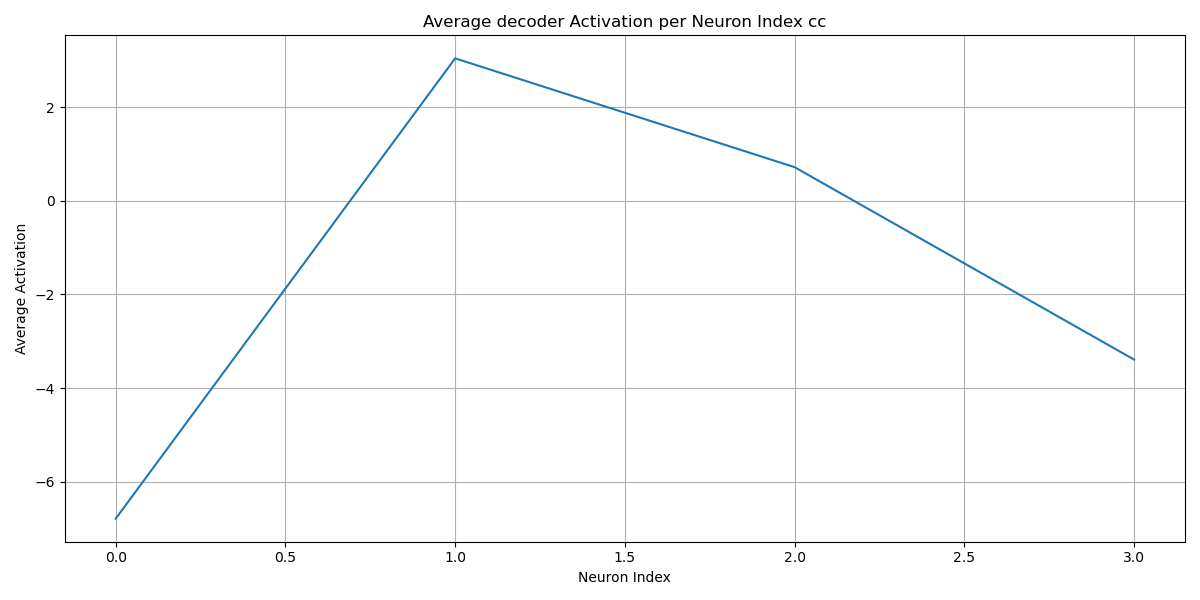 Average decoder Activation per Neuron Index cc
Average Activation
2
0
−2
−4
−6
0.0 0.5 1.0 1.5 2.0 2.5 3.0
Neuron Index